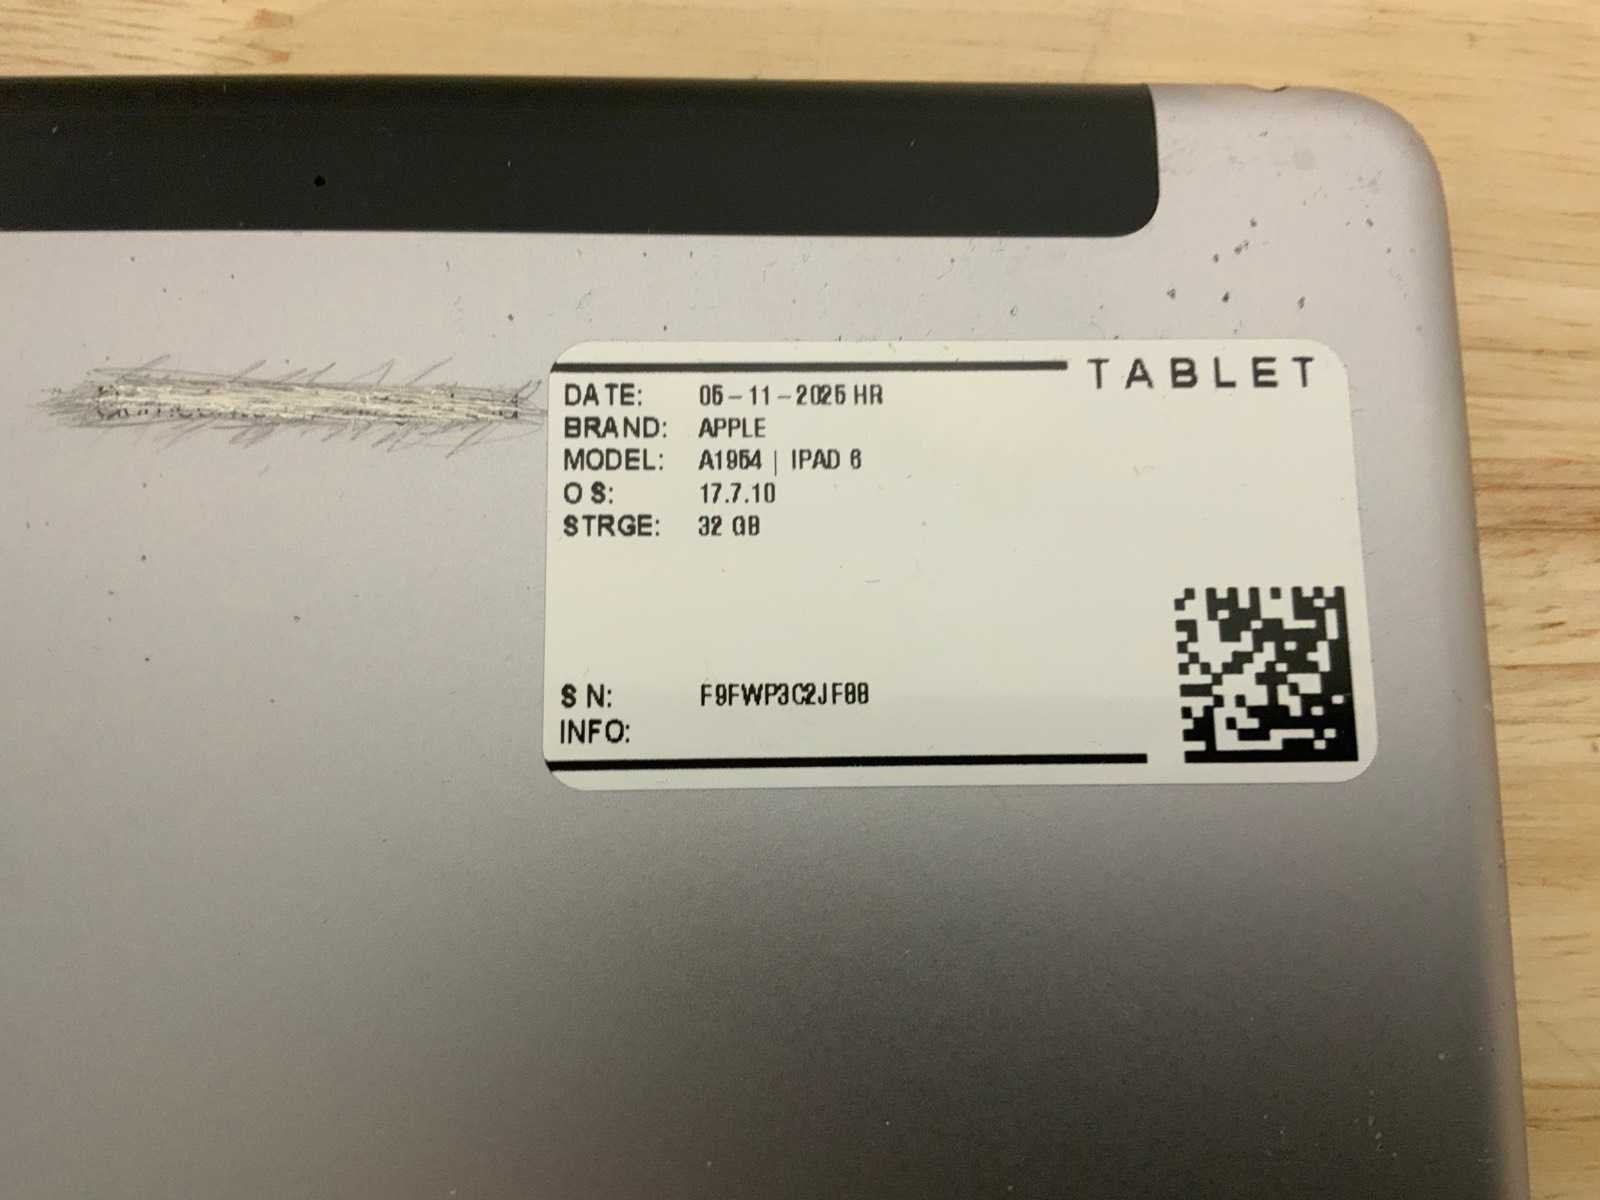 TABLET
DATE: 05-11-2025 HR
BRAND: APPLE
MODEL: A1954 | IPAD 6
OS: 17.7.10
STRGE: 32 GB
SN: F9FWP3C2JF88
INFO: